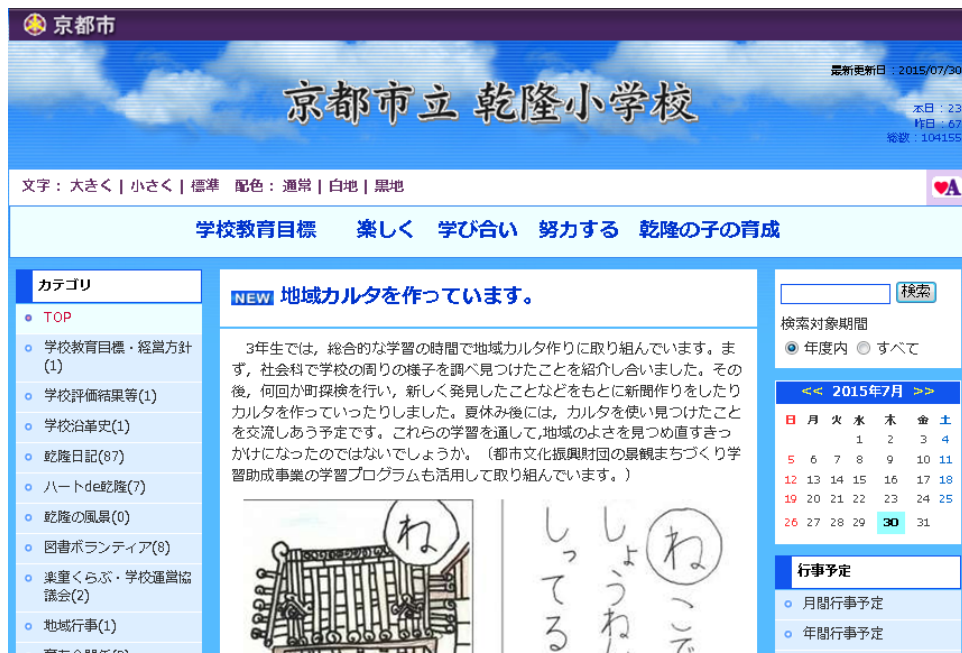 京都市
最新更新日：2015/07/30
京都市立 乾隆小学校
本日：23
昨日：67
総数：104155
文字： 大きく | 小さく | 標準 配色： 通常 | 白地 | 黒地
A
学校教育目標 楽しく 学び合い 努力する 乾隆の子の育成
カテゴリ
TOP
学校教育目標・経営方針
(1)
学校評価結果等(1)
学校沿革史(1)
乾隆日記(87)
ハートde乾隆(7)
乾隆の風景(0)
図書ボランティア(8)
楽童くらぶ・学校運営協
議会(2)
地域行事(1)
NEW 地域カルタを作っています。
3年生では，総合的な学習の時間で地域カルタ作りに取り組んでいます。ま
ず，社会科で学校の周りの様子を調べ見つけたことを紹介し合いました。その
後，何回か町探検を行い，新しく発見したことなどをもとに新聞作りをしたり
カルタを作っていったりしました。夏休み後には，カルタを使い見つけたこと
を交流しあう予定です。これらの学習を通して,地域のよさを見つめ直すきっ
かけになったのではないでしょうか。（都市文化振興財団の景観まちづくり学
習助成事業の学習プログラムも活用して取り組んでいます。）
ね
ねこで
しょうね
しってる
検索
検索対象期間
年度内 すべて
<< 2015年7月 >>
日 月 火 水 木 金 土
1 2 3 4
5 6 7 8 9 10 11
12 13 14 15 16 17 18
19 20 21 22 23 24 25
26 27 28 29 30 31
行事予定
月間行事予定
年間行事予定